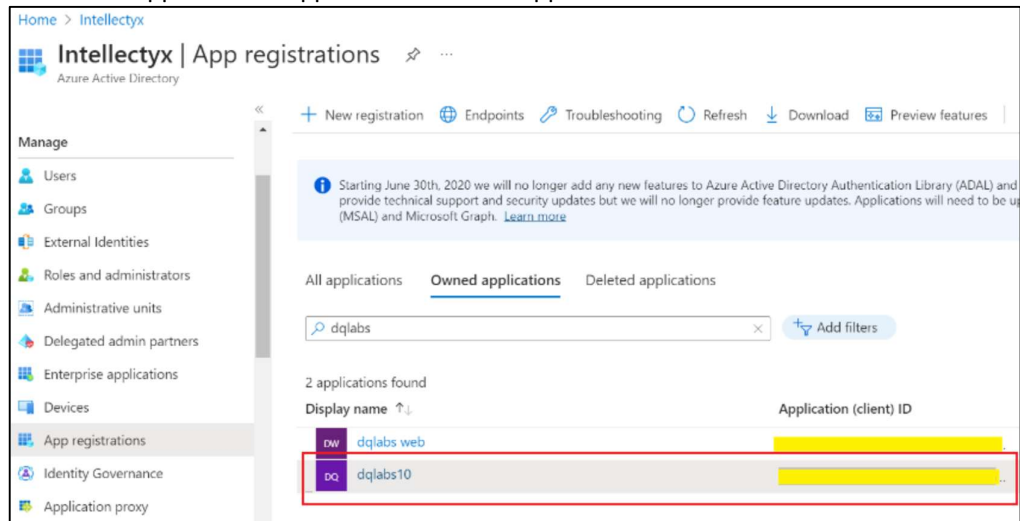 Home > Intellectyx
Intellectyx | App registrations
Azure Active Directory
New registration Endpoints Troubleshooting Refresh Download Preview features
Manage
Users
Groups
External Identities
Roles and administrators
Administrative units
Delegated admin partners
Enterprise applications
Devices
App registrations
Identity Governance
Application proxy
Starting June 30th, 2020 we will no longer add any new features to Azure Active Directory Authentication Library (ADAL) and
provide technical support and security updates but we will no longer provide feature updates. Applications will need to be
(MSAL) and Microsoft Graph. Learn more
All applications Owned applications Deleted applications
dqlabs
Add filters
2 applications found
Display name Application (client) ID
DW dqlabs web
DQ dqlabs10